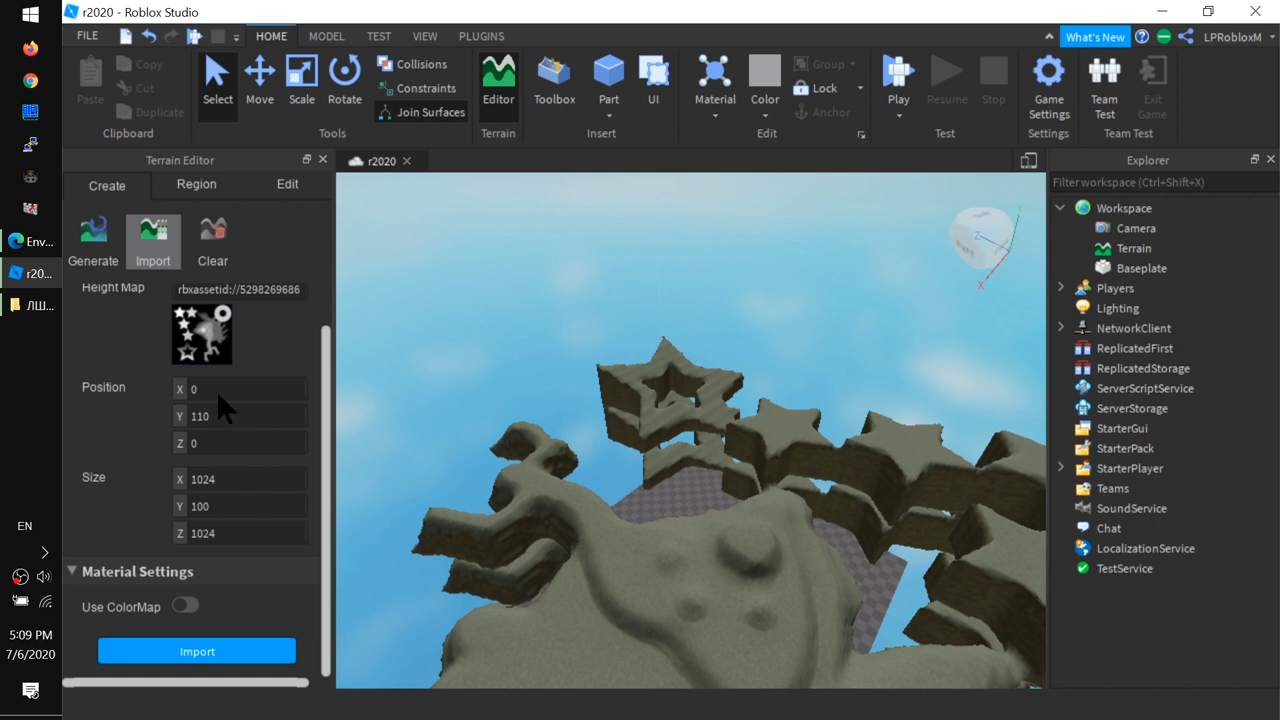 r2020 - Roblox Studio
FILE
HOME
MODEL
TEST
VIEW
PLUGINS
What's New
LPRobloxM
Paste
Copy
Cut
Duplicate
Clipboard
Select
Move
Scale
Rotate
Collisions
Constraints
Join Surfaces
Tools
Editor
Terrain
Toolbox
Part
UI
Insert
Material
Color
Group
Lock
Anchor
Edit
Play
Resume
Stop
Test
Game Settings
Settings
Team Test
Exit Game
Team Test
Terrain Editor
r2020
Explorer
Create
Region
Edit
Filter workspace (Ctrl+Shift+X)
Generate
Import
Clear
Height Map
rbxassetid://5298269686
Position
X 0
Y 110
Z 0
Size
X 1024
Y 100
Z 1024
Material Settings
Use ColorMap
Import
Y
Z
X
Workspace
Camera
Terrain
Baseplate
Players
Lighting
NetworkClient
ReplicatedFirst
ReplicatedStorage
ServerScriptService
ServerStorage
StarterGui
StarterPack
StarterPlayer
Teams
SoundService
Chat
LocalizationService
TestService
Env...
r20...
ЛШ...
EN
5:09 PM
7/6/2020